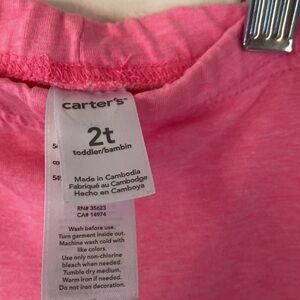 carter's
2t
toddler/bambin
Made in Cambodia
Fabriqué au Cambodge
Hecho en Camboya
RN# 35623
CA# 14974
Wash before use.
Turn garment inside out.
Machine wash cold with
like colors.
Use only non-chlorine
bleach when needed.
Tumble dry medium.
Warm iron if needed.
Do not iron decoration.